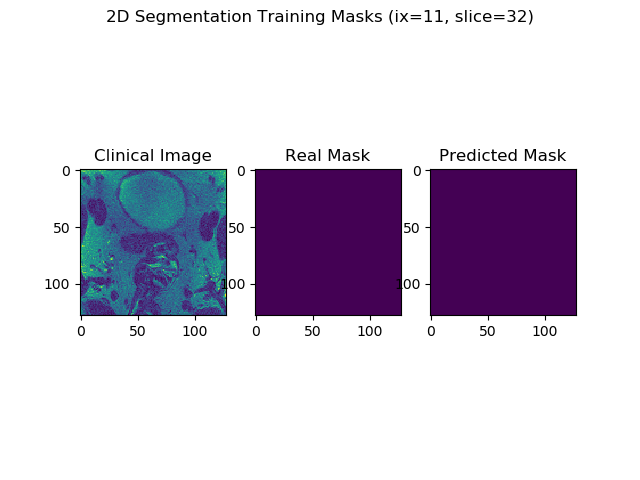 2D Segmentation Training Masks (ix=11, slice=32)
Clinical Image Real Mask Predicted Mask
0 0 0
50 50 50
100 100 100
0 50 100 0 50 100 0 50 100